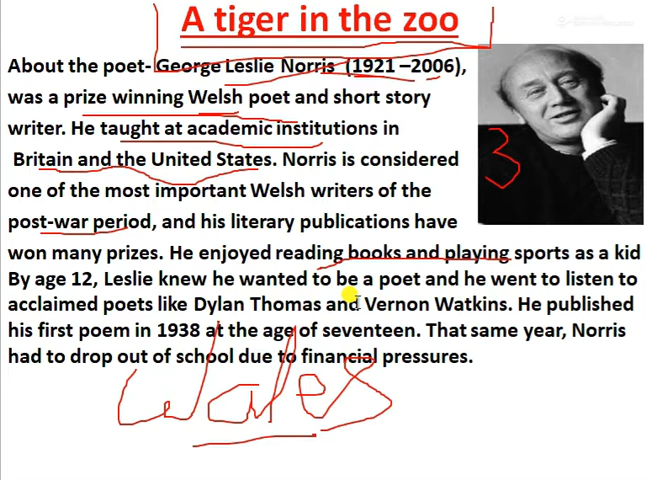 A tiger in the zoo
About the poet- George Leslie Norris (1921 –2006),
was a prize winning Welsh poet and short story
writer. He taught at academic institutions in
Britain and the United States. Norris is considered
one of the most important Welsh writers of the
post-war period, and his literary publications have
won many prizes. He enjoyed reading books and playing sports as a kid
By age 12, Leslie knew he wanted to be a poet and he went to listen to
acclaimed poets like Dylan Thomas and Vernon Watkins. He published
his first poem in 1938 at the age of seventeen. That same year, Norris
had to drop out of school due to financial pressures.
3
Wales